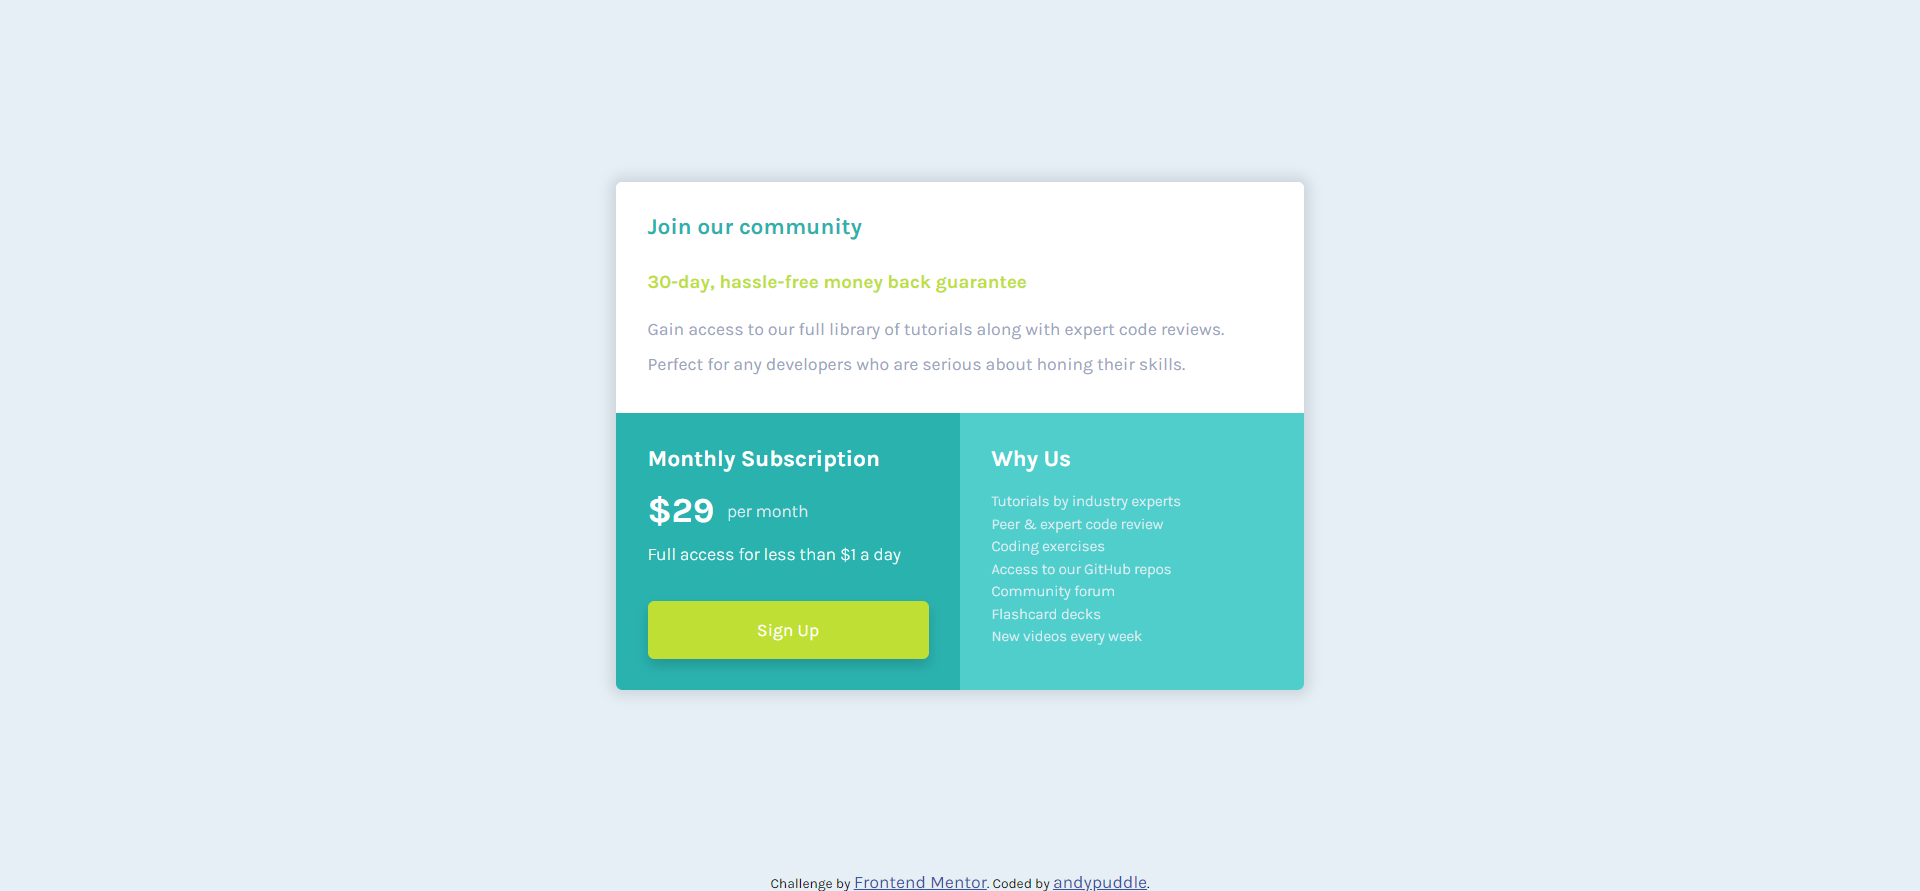 Join our community
30-day, hassle-free money back guarantee
Gain access to our full library of tutorials along with expert code reviews.
Perfect for any developers who are serious about honing their skills.
Monthly Subscription
$29 per month
Full access for less than $1 a day
Sign Up
Why Us
Tutorials by industry experts
Peer & expert code review
Coding exercises
Access to our GitHub repos
Community forum
Flashcard decks
New videos every week
Challenge by Frontend Mentor. Coded by andypuddle.